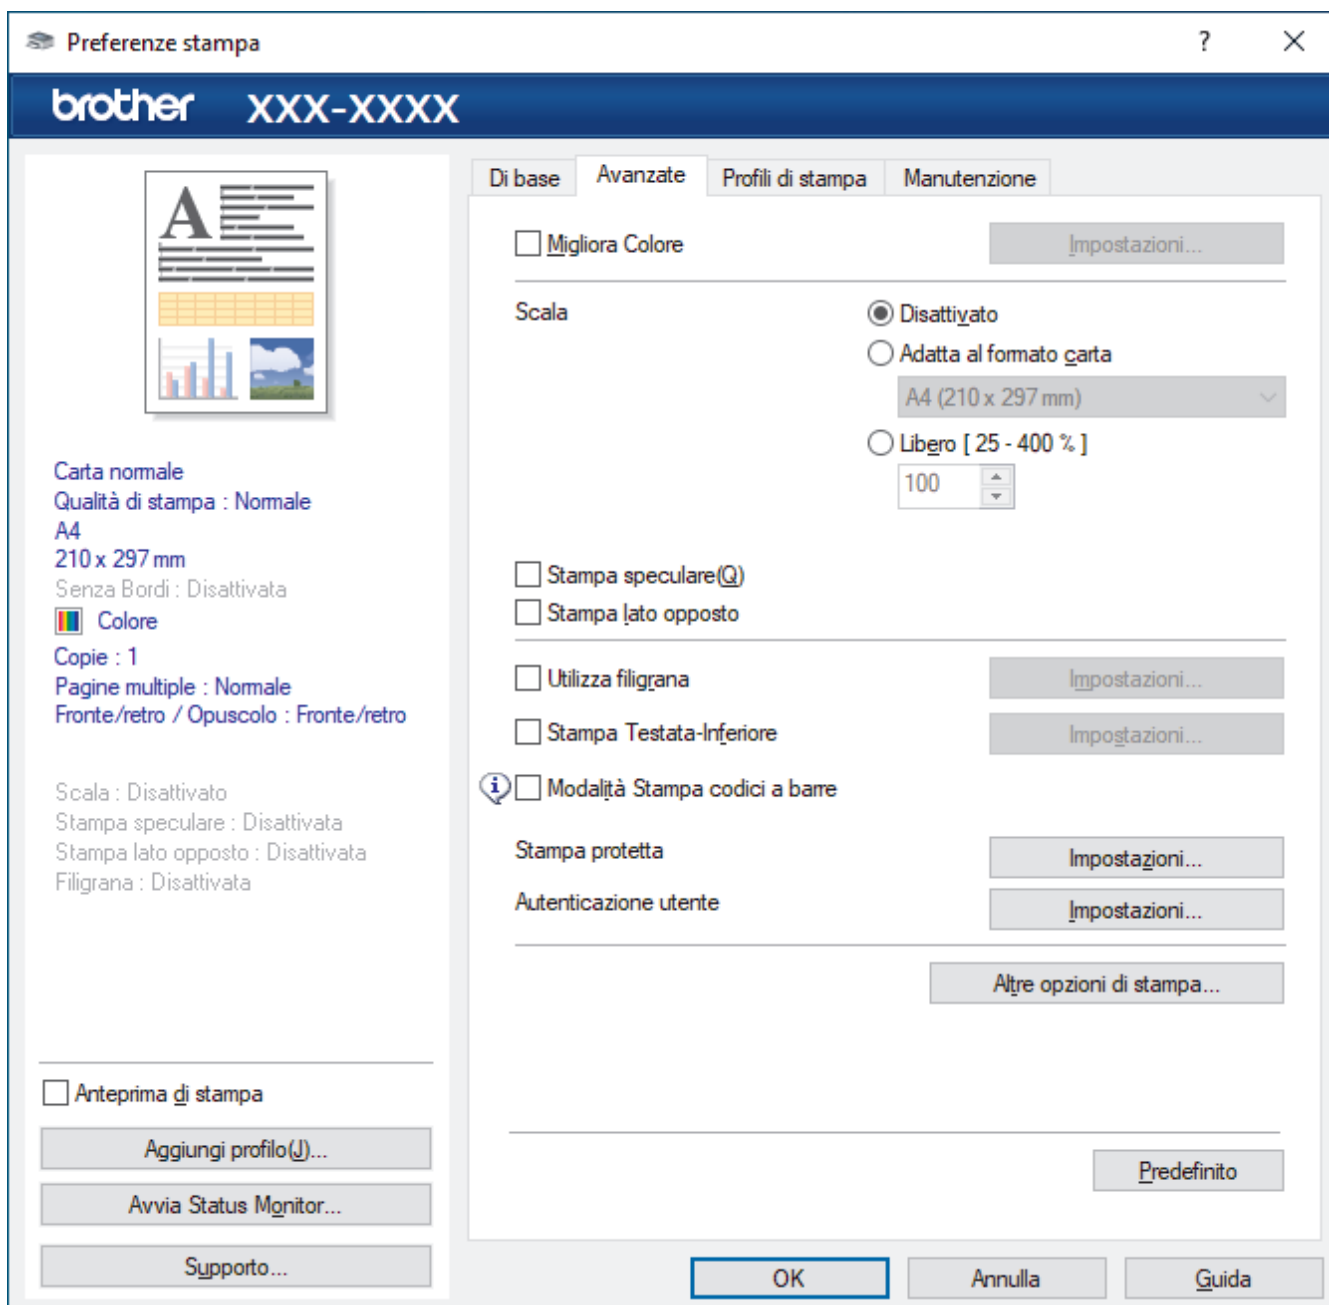 Preferenze stampa ?
brother XXX-XXXX
Di base Avanzate Profili di stampa Manutenzione
A
Carta normale
Qualità di stampa : Normale
A4
210 x 297 mm
Senza Bordi : Disattivata
Colore
Copie : 1
Pagine multiple : Normale
Fronte/retro / Opuscolo : Fronte/retro
Scala : Disattivato
Stampa speculare : Disattivata
Stampa lato opposto : Disattivata
Filigrana : Disattivata
Anteprima di stampa
Aggiungi profilo(J)...
Avvia Status Monitor...
Supporto...
Migliora Colore Impostazioni...
Scala Disattivato
Adatta al formato carta
A4 (210 x 297 mm)
Libero [ 25 - 400 % ]
100
Stampa speculare(Q)
Stampa lato opposto
Utilizza filigrana Impostazioni...
Stampa Testata-Inferiore Impostazioni...
i Modalità Stampa codici a barre
Stampa protetta Impostazioni...
Autenticazione utente Impostazioni...
Altre opzioni di stampa...
Predefinito
OK Annulla Guida